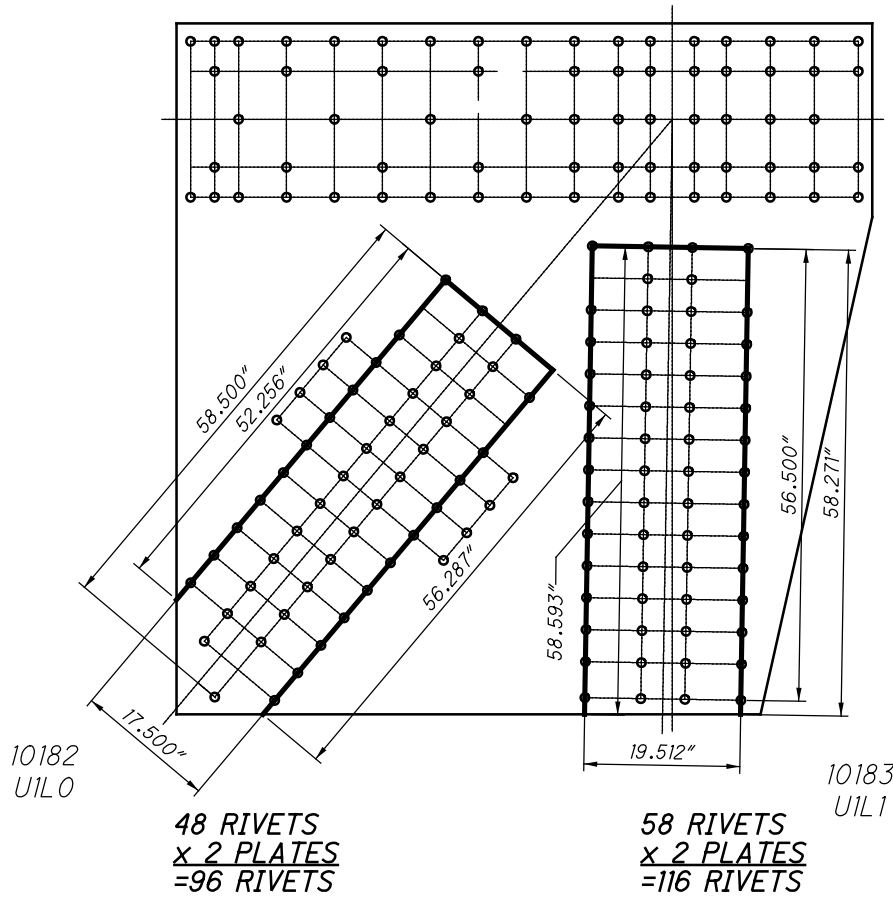 58.500"
52.256"
56.287"
17.500"
58.593"
56.500"
58.271"
19.512"
10182
U1L0
10183
U1L1
48 RIVETS
x 2 PLATES
=96 RIVETS
58 RIVETS
x 2 PLATES
=116 RIVETS